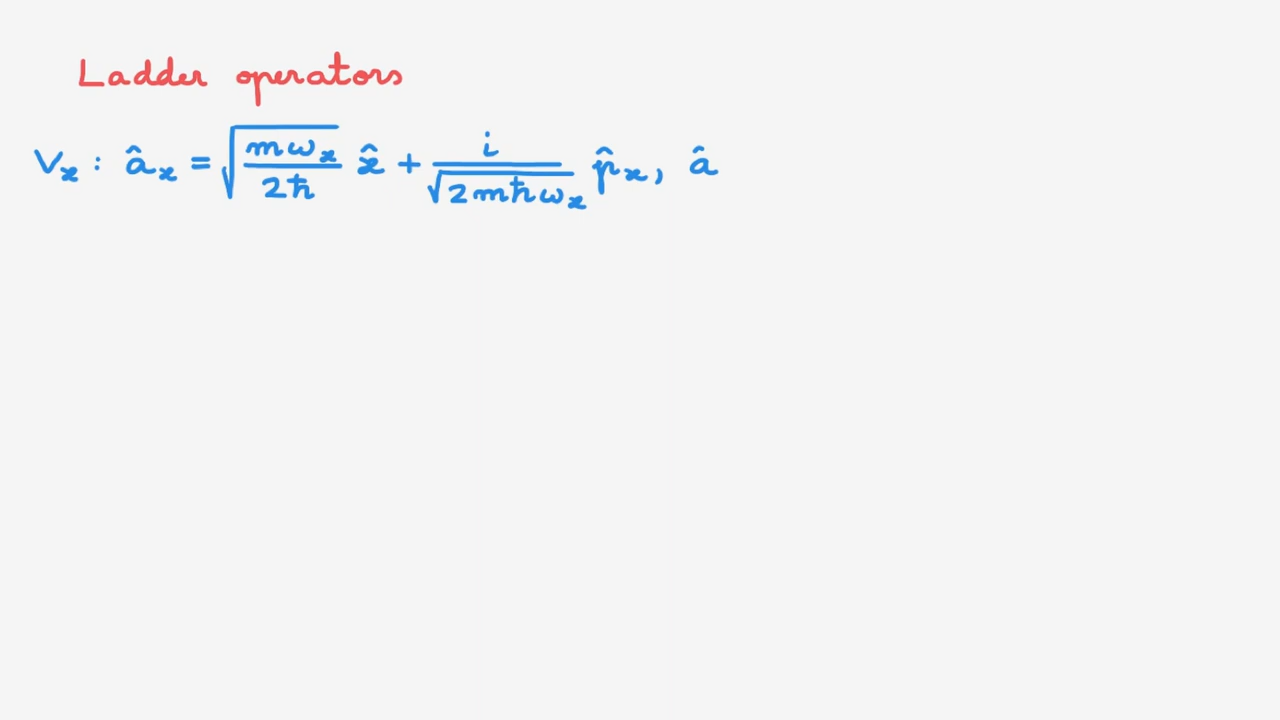 Ladder operators
Vₓ : âₓ = √(mωₓ/2ħ) x̂ + i/√(2mħωₓ) p̂ₓ, â